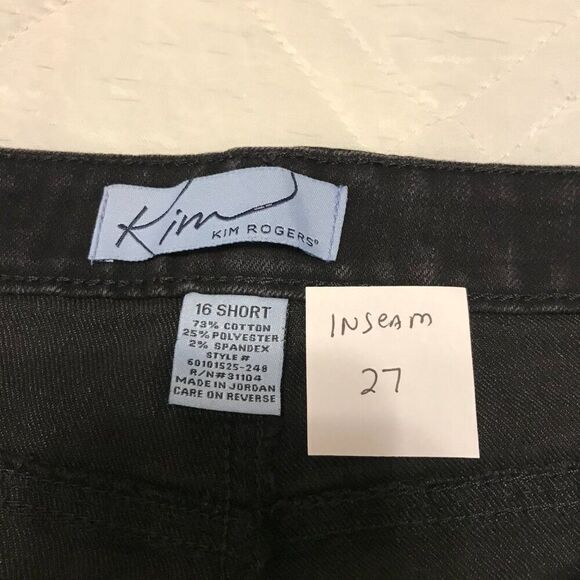 Kim
KIM ROGERS®
16 SHORT
73% COTTON
25% POLYESTER
2% SPANDEX
STYLE #
60101525-248
R/N#31104
MADE IN JORDAN
CARE ON REVERSE
INSEAM
27